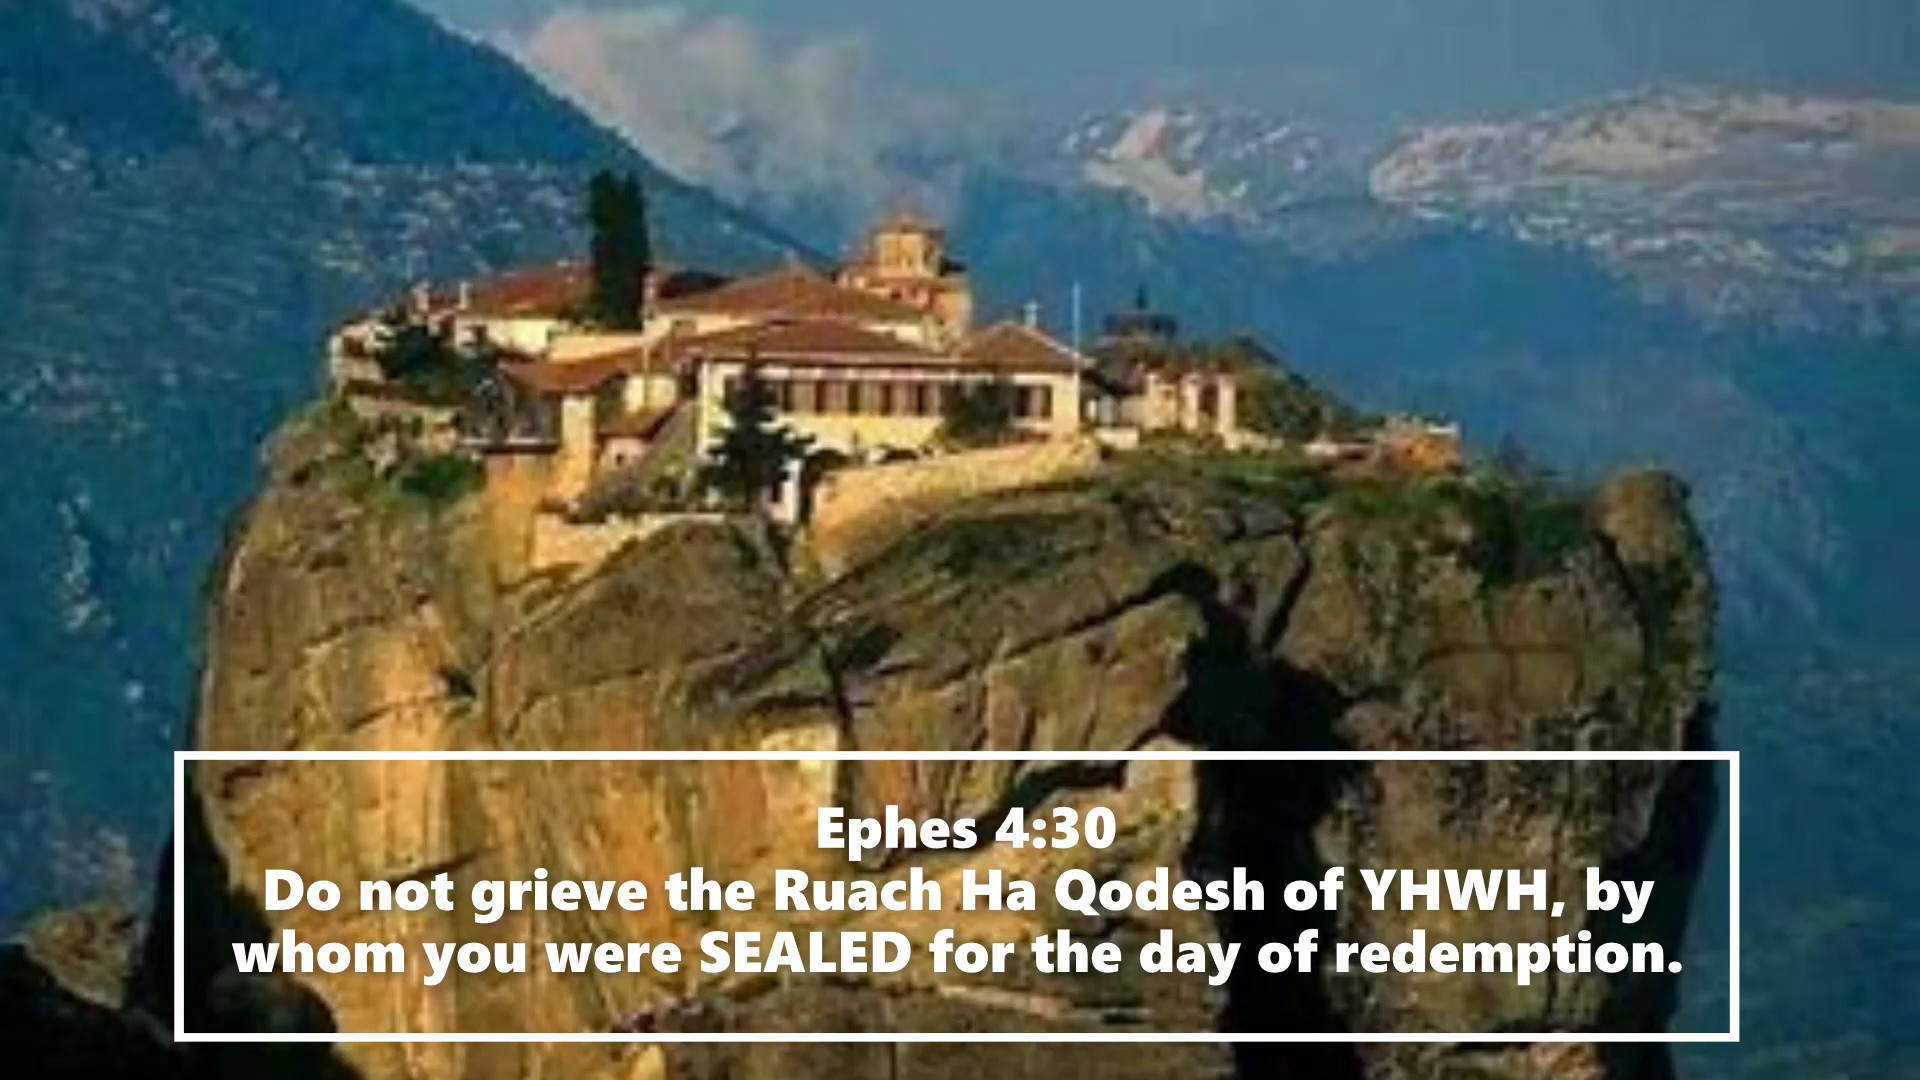 Ephes 4:30
Do not grieve the Ruach Ha Qodesh of YHWH, by
whom you were SEALED for the day of redemption.